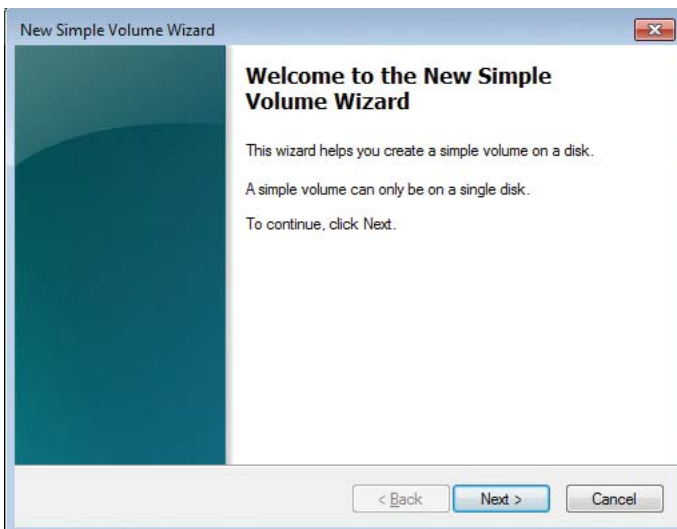 New Simple Volume Wizard
Welcome to the New Simple
Volume Wizard
This wizard helps you create a simple volume on a disk.
A simple volume can only be on a single disk.
To continue, click Next.
< Back
Next >
Cancel